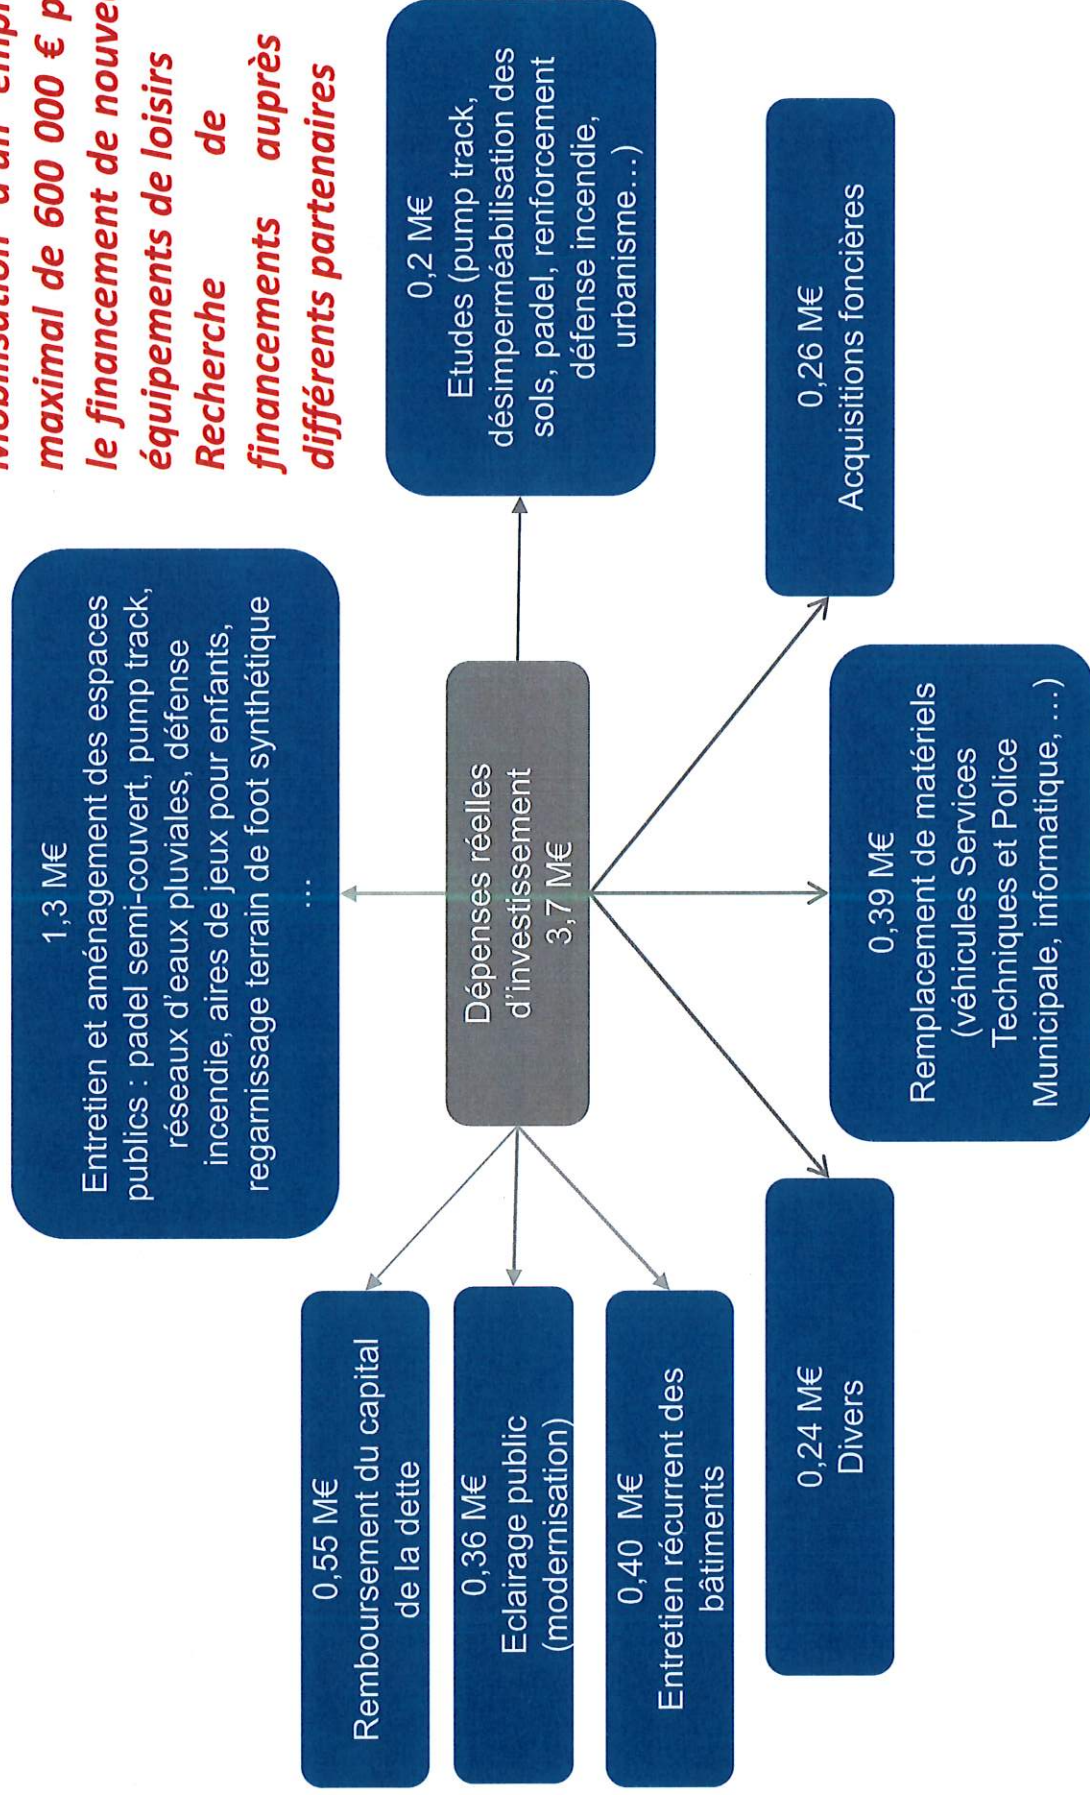 1,3 M€
Entretien et aménagement des espaces
publics : padel semi-couvert, pump track,
réseaux d'eaux pluviales, défense
incendie, aires de jeux pour enfants,
regarnissage terrain de foot synthétique
…
Mobilisation d'un
maximal de 600 000 €
le financement de
équipements de loisirs
Recherche de
financements auprès
différents partenaires
0,55 M€
Remboursement du capital
de la dette
0,36 M€
Eclairage public
(modernisation)
0,40 M€
Entretien récurrent des
bâtiments
Dépenses réelles
d'investissement
3,7 M€
0,2 M€
Etudes (pump track,
désimperméabilisation des
sols, padel, renforcement
défense incendie,
urbanisme…)
0,24 M€
Divers
0,39 M€
Remplacement de matériels
(véhicules Services
Techniques et Police
Municipale, informatique, …)
0,26 M€
Acquisitions foncières